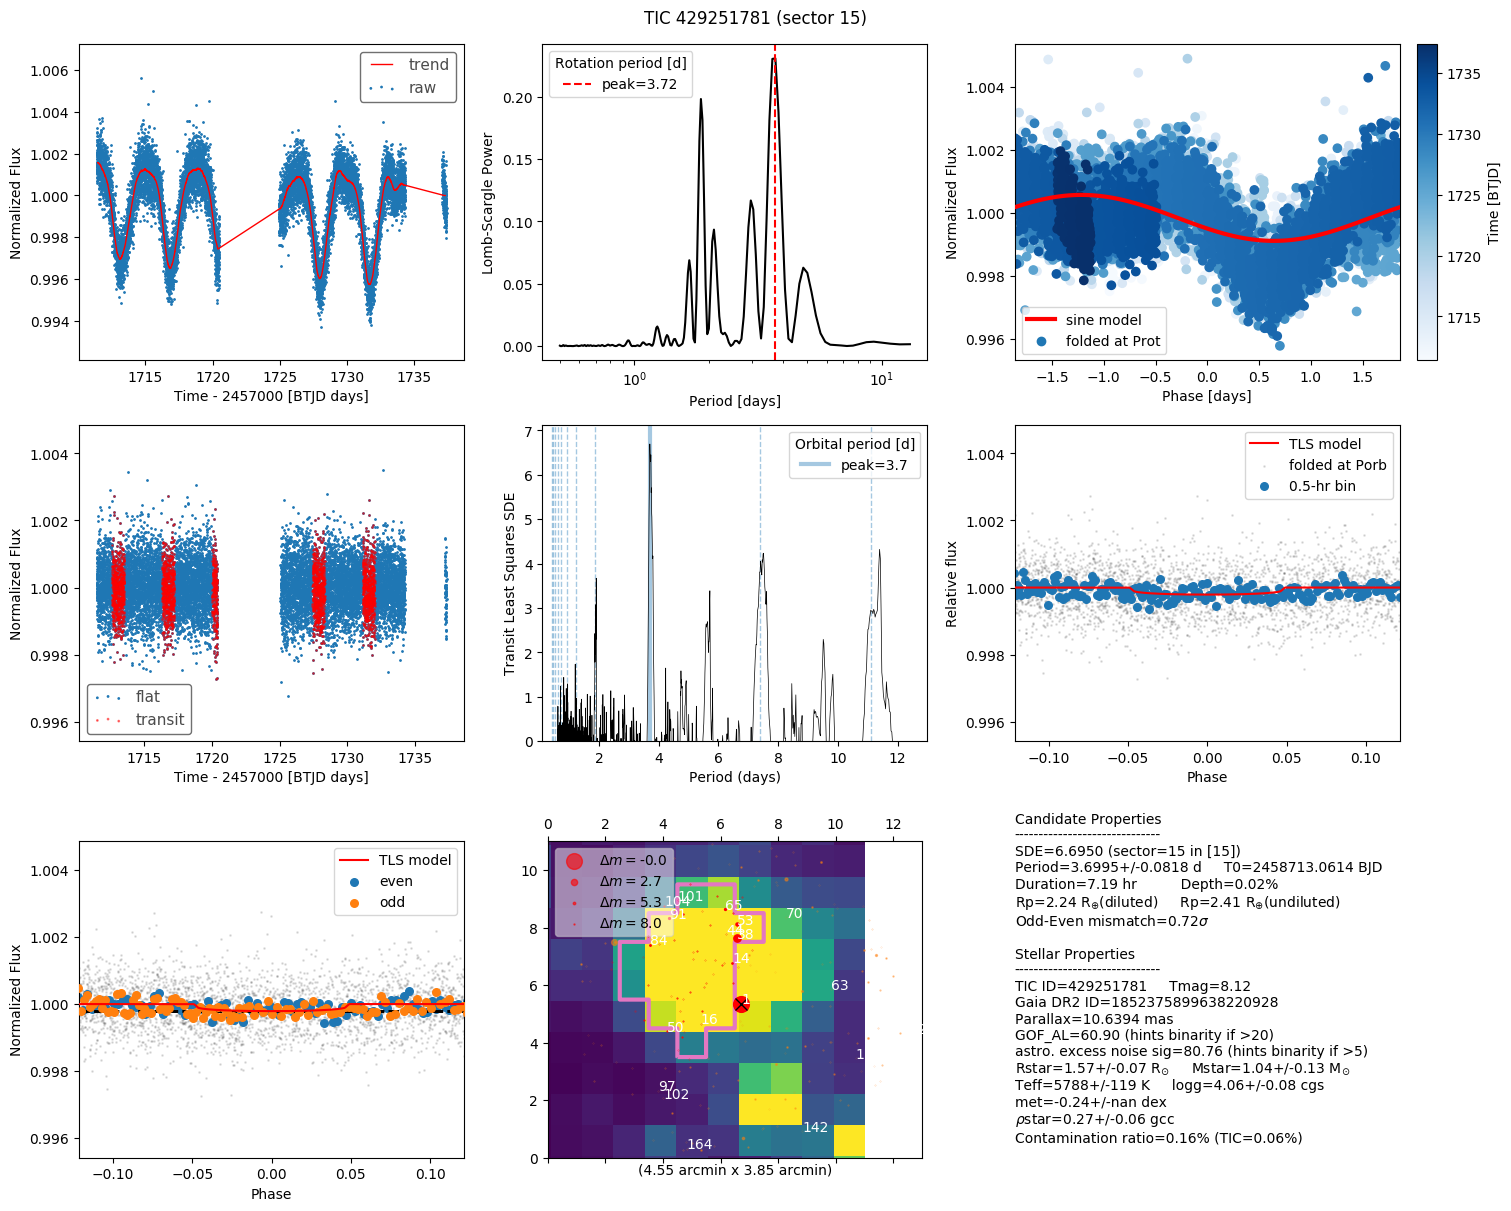 TIC 429251781 (sector 15)
trend
raw
1.006
1.004
1.002
1.000
0.998
0.996
0.994
Normalized Flux
1715
1720
1725
1730
1735
Time - 2457000 [BTJD days]
Rotation period [d]
peak=3.72
0.20
0.15
0.10
0.05
0.00
Lomb-Scargle Power
10⁰
10¹
Period [days]
1.004
1.002
1.000
0.998
0.996
Normalized Flux
sine model
folded at Prot
−1.5
−1.0
−0.5
0.0
0.5
1.0
1.5
Phase [days]
1735
1730
1725
1720
1715
Time [BTJD]
1.004
1.002
1.000
0.998
0.996
Normalized Flux
flat
transit
1715
1720
1725
1730
1735
Time - 2457000 [BTJD days]
Orbital period [d]
peak=3.7
7
6
5
4
3
2
1
0
Transit Least Squares SDE
2
4
6
8
10
12
Period (days)
TLS model
folded at Porb
0.5-hr bin
1.004
1.002
1.000
0.998
0.996
Relative flux
−0.10
−0.05
0.00
0.05
0.10
Phase
TLS model
even
odd
1.004
1.002
1.000
0.998
0.996
Normalized Flux
−0.10
−0.05
0.00
0.05
0.10
Phase
0
2
4
6
8
10
12
Δm = -0.0
Δm = 2.7
Δm = 5.3
Δm = 8.0
10
8
6
4
2
0
101
104
91
65
70
53
38
84
14
63
1
16
50
1
97
102
142
164
(4.55 arcmin x 3.85 arcmin)
Candidate Properties
------------------------------
SDE=6.6950 (sector=15 in [15])
Period=3.6995+/-0.0818 d T0=2458713.0614 BJD
Duration=7.19 hr Depth=0.02%
Rp=2.24 R⊕(diluted) Rp=2.41 R⊕(undiluted)
Odd-Even mismatch=0.72σ
Stellar Properties
------------------------------
TIC ID=429251781 Tmag=8.12
Gaia DR2 ID=1852375899638220928
Parallax=10.6394 mas
GOF_AL=60.90 (hints binarity if >20)
astro. excess noise sig=80.76 (hints binarity if >5)
Rstar=1.57+/-0.07 R⊙ Mstar=1.04+/-0.13 M⊙
Teff=5788+/-119 K logg=4.06+/-0.08 cgs
met=-0.24+/-nan dex
ρstar=0.27+/-0.06 gcc
Contamination ratio=0.16% (TIC=0.06%)